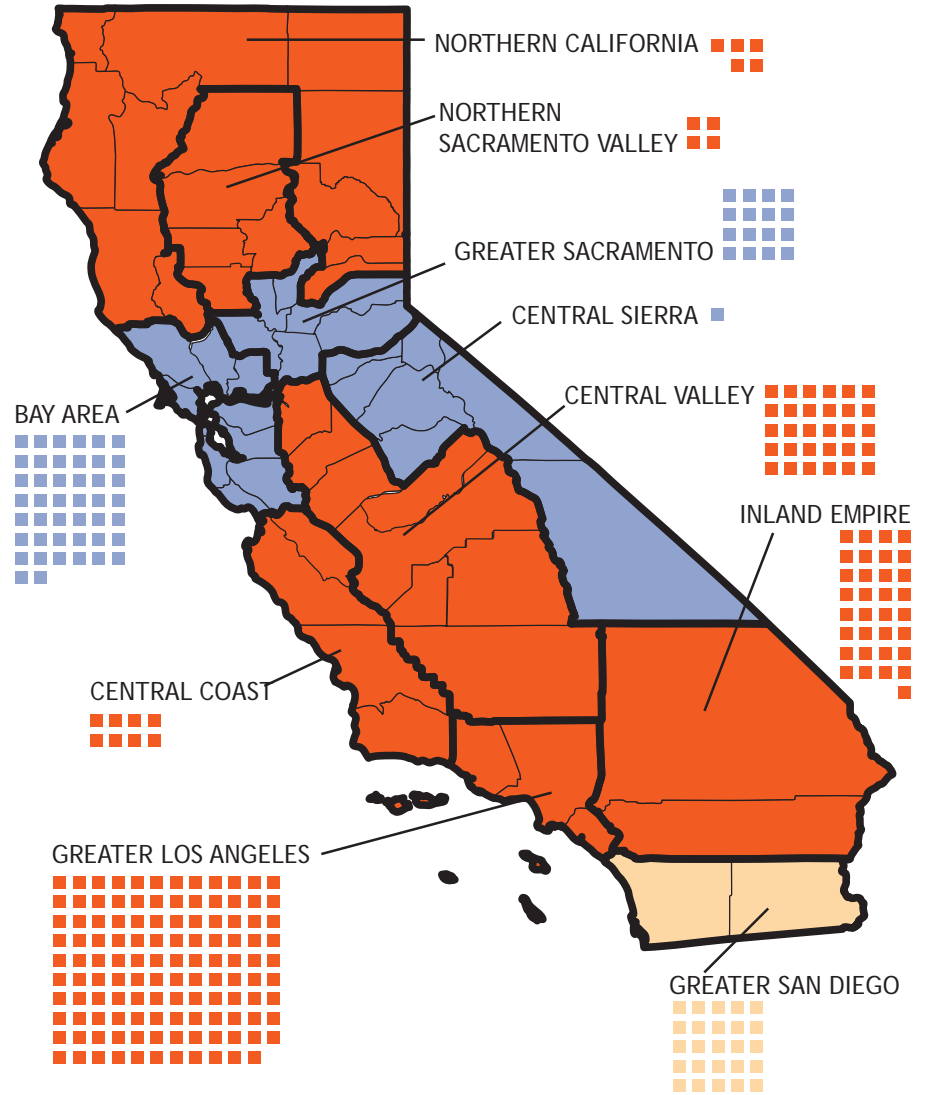 NORTHERN CALIFORNIA
NORTHERN
SACRAMENTO VALLEY
GREATER SACRAMENTO
CENTRAL SIERRA
CENTRAL VALLEY
BAY AREA
INLAND EMPIRE
CENTRAL COAST
GREATER LOS ANGELES
GREATER SAN DIEGO